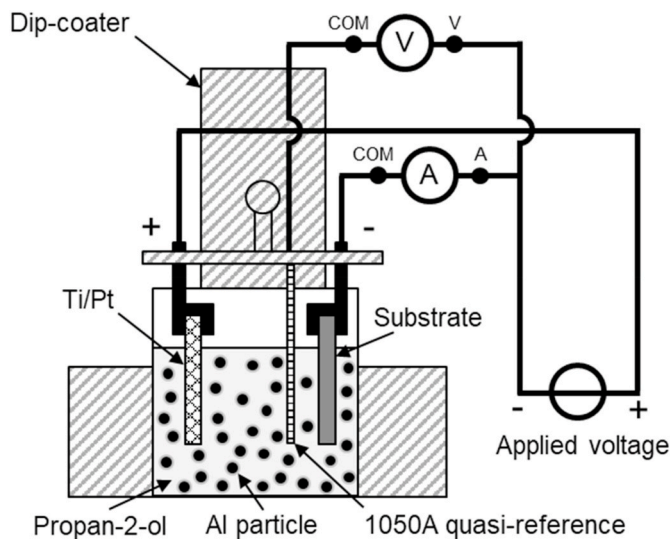 Dip-coater
COM
V
V
COM
A
A
+
-
Ti/Pt
Substrate
-
+
Applied voltage
Propan-2-ol
Al particle
1050A quasi-reference